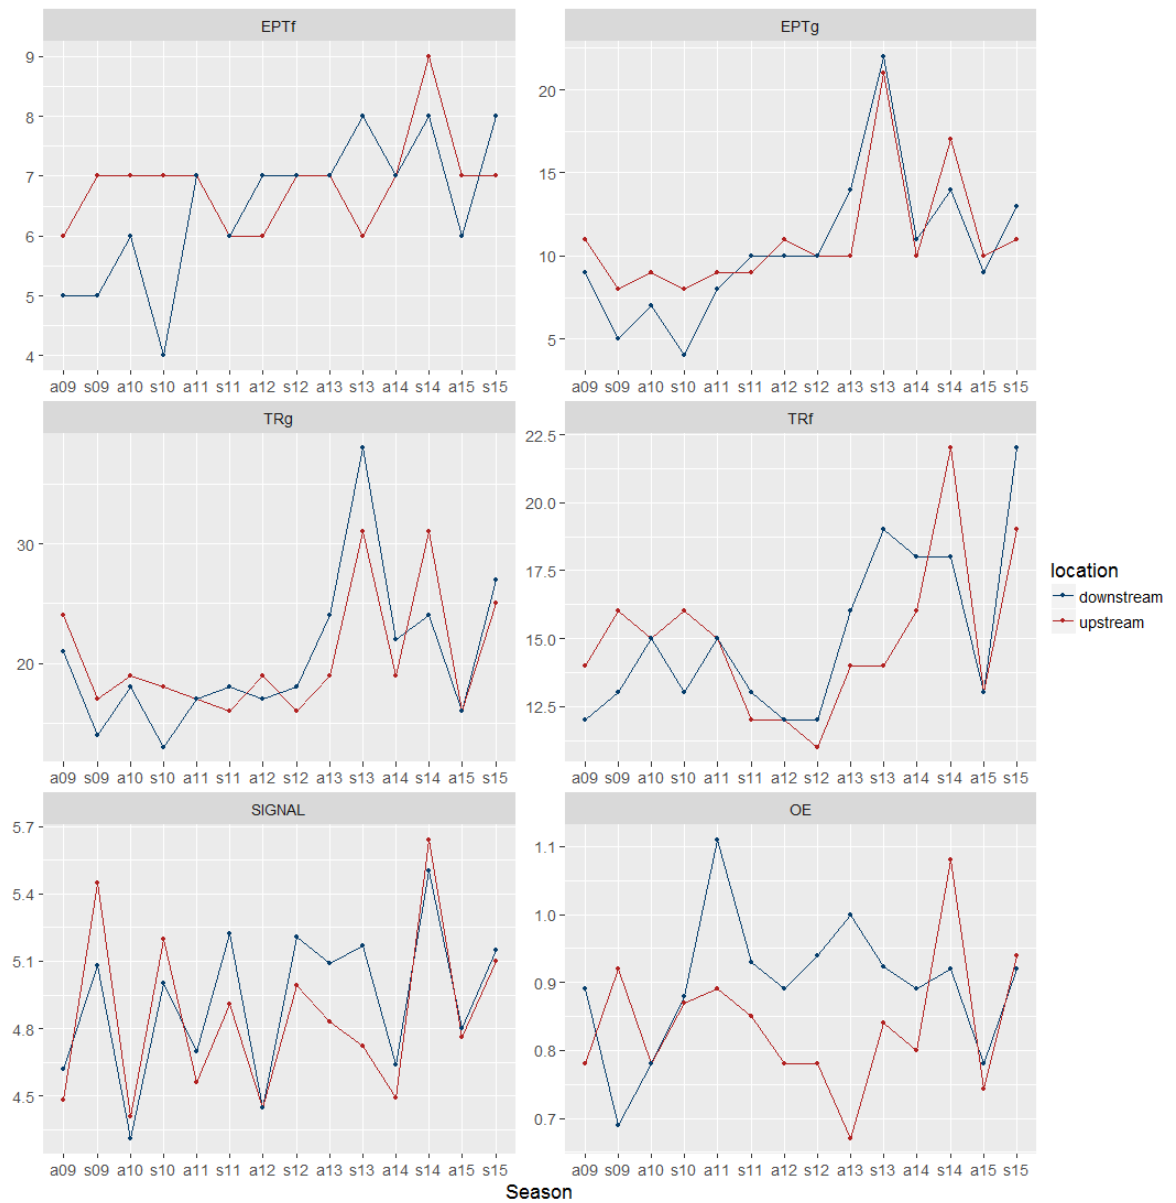 EPTf
EPTg
9
8
7
6
5
4
20
15
10
5
a09 s09 a10 s10 a11 s11 a12 s12 a13 s13 a14 s14 a15 s15
a09 s09 a10 s10 a11 s11 a12 s12 a13 s13 a14 s14 a15 s15
TRg
TRf
30
20
22.5
20.0
17.5
15.0
12.5
a09 s09 a10 s10 a11 s11 a12 s12 a13 s13 a14 s14 a15 s15
a09 s09 a10 s10 a11 s11 a12 s12 a13 s13 a14 s14 a15 s15
location
downstream
upstream
SIGNAL
OE
5.7
5.4
5.1
4.8
4.5
1.1
1.0
0.9
0.8
0.7
a09 s09 a10 s10 a11 s11 a12 s12 a13 s13 a14 s14 a15 s15
a09 s09 a10 s10 a11 s11 a12 s12 a13 s13 a14 s14 a15 s15
Season